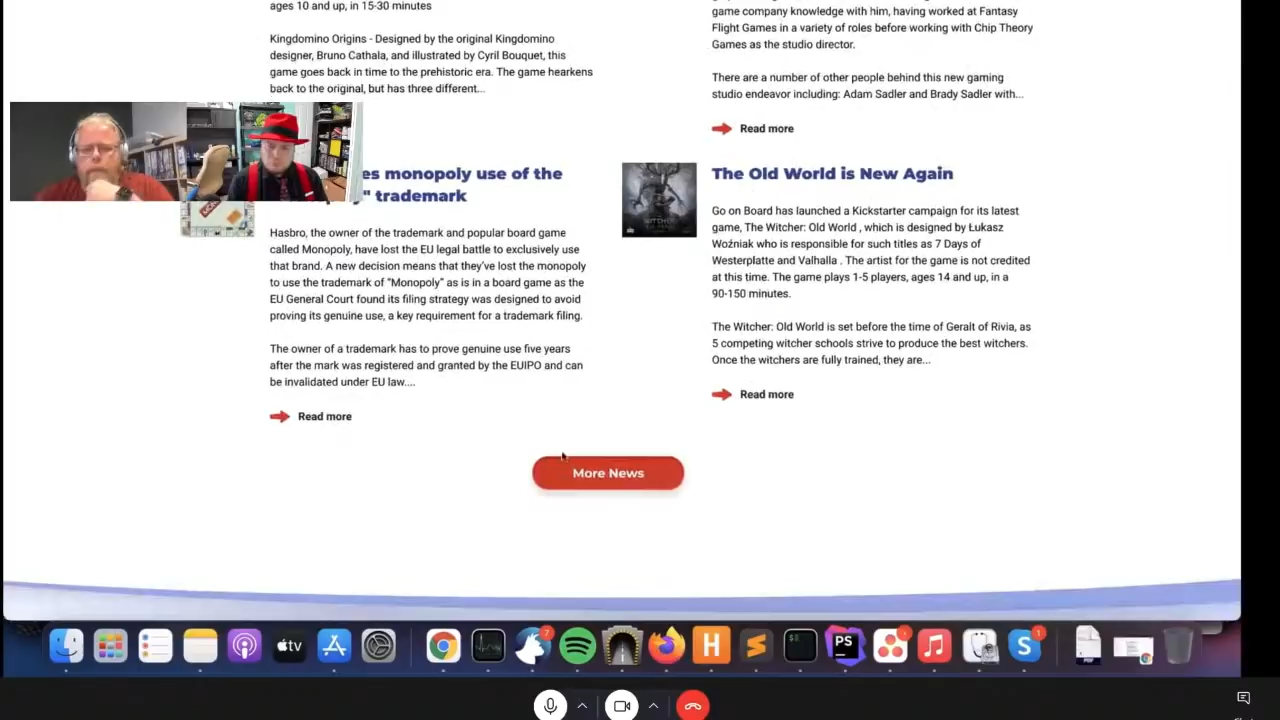 ages 10 and up, in 15-30 minutes
Kingdomino Origins - Designed by the original Kingdomino
designer, Bruno Cathala, and illustrated by Cyril Bouquet, this
game goes back in time to the prehistoric era. The game hearkens
back to the original, but has three different...
es monopoly use of the
y" trademark
Hasbro, the owner of the trademark and popular board game
called Monopoly, have lost the EU legal battle to exclusively use
that brand. A new decision means that they've lost the monopoly
to use the trademark of “Monopoly” as is in a board game as the
EU General Court found its filing strategy was designed to avoid
proving its genuine use, a key requirement for a trademark filing.
The owner of a trademark has to prove genuine use five years
after the mark was registered and granted by the EUIPO and can
be invalidated under EU law....
Read more
game company knowledge with him, having worked at Fantasy
Flight Games in a variety of roles before working with Chip Theory
Games as the studio director.
There are a number of other people behind this new gaming
studio endeavor including: Adam Sadler and Brady Sadler with...
Read more
The Old World is New Again
Go on Board has launched a Kickstarter campaign for its latest
game, The Witcher: Old World , which is designed by Łukasz
Woźniak who is responsible for such titles as 7 Days of
Westerplatte and Valhalla . The artist for the game is not credited
at this time. The game plays 1-5 players, ages 14 and up, in a
90-150 minutes.
The Witcher: Old World is set before the time of Geralt of Rivia, as
5 competing witcher schools strive to produce the best witchers.
Once the witchers are fully trained, they are...
Read more
More News
tv
7
H
$
PS
S
1
PDF